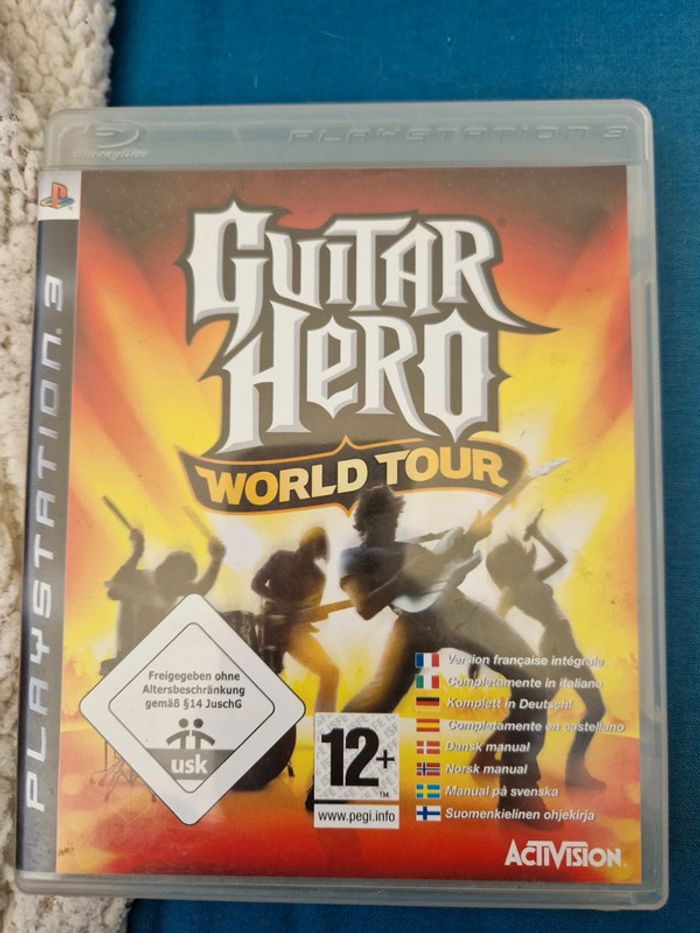 Blu-ray Disc
PLAYSTATION 3
PLAYSTATION 3
GUITAR
HERO
WORLD TOUR
Freigegeben ohne
Altersbeschränkung
gemäß §14 JuschG
usk
12+
™
www.pegi.info
Version française intégrale
Completamente in italiano
Komplett in Deutsch!
Completamente en castellano
Dansk manual
Norsk manual
Manual på svenska
Suomenkielinen ohjekirja
ACTIVISION